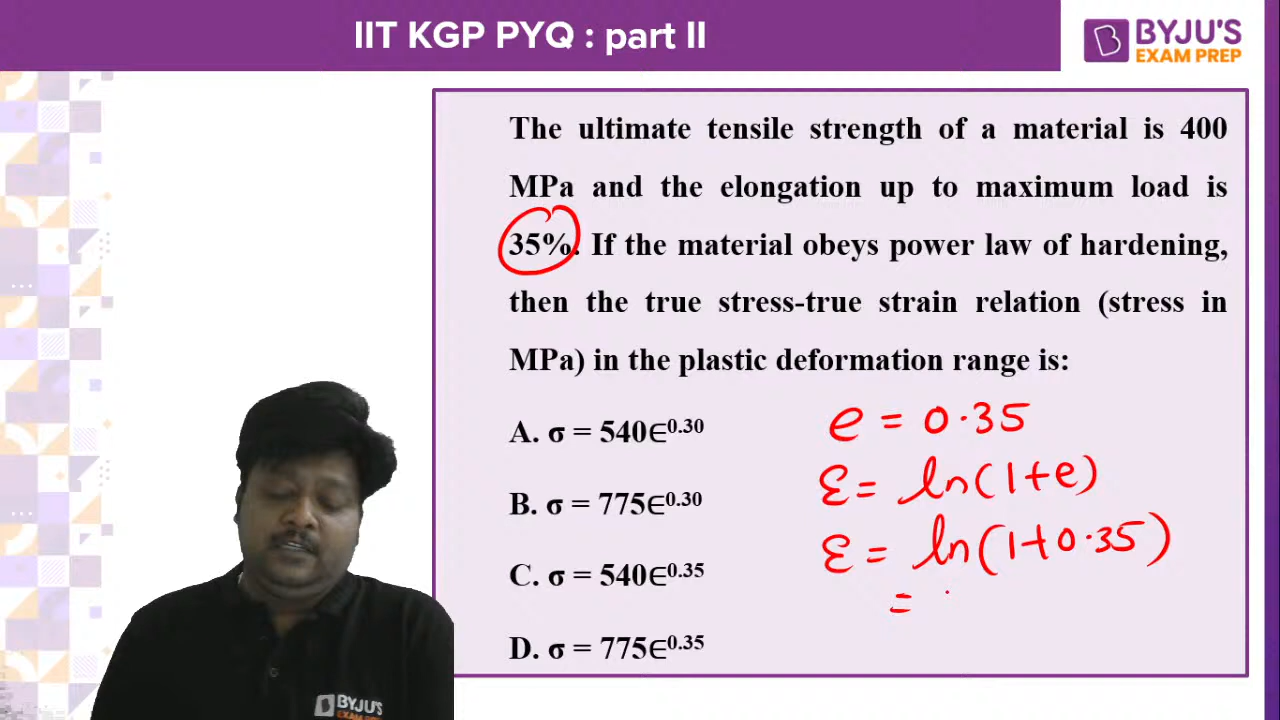 IIT KGP PYQ : part II
BYJU'S
EXAM PREP
The ultimate tensile strength of a material is 400
MPa and the elongation up to maximum load is
35%. If the material obeys power law of hardening,
then the true stress-true strain relation (stress in
MPa) in the plastic deformation range is:
A. σ = 540∈^0.30
B. σ = 775∈^0.30
C. σ = 540∈^0.35
D. σ = 775∈^0.35
e = 0.35
ε = ln(1+e)
ε = ln(1+0.35)
=
BYJU'S
EXAM PREP